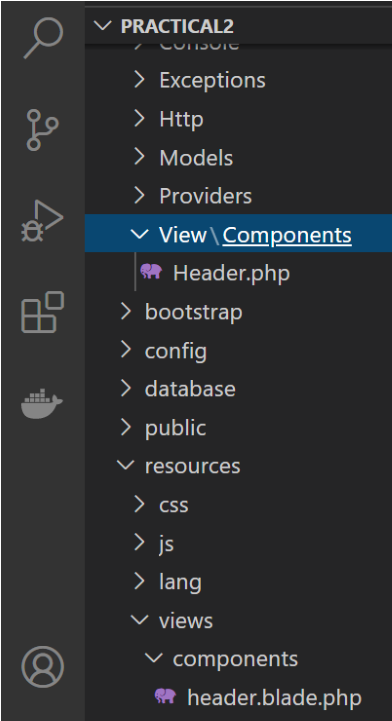 PRACTICAL2
Console
Exceptions
Http
Models
Providers
View\Components
Header.php
bootstrap
config
database
public
resources
css
js
lang
views
components
header.blade.php